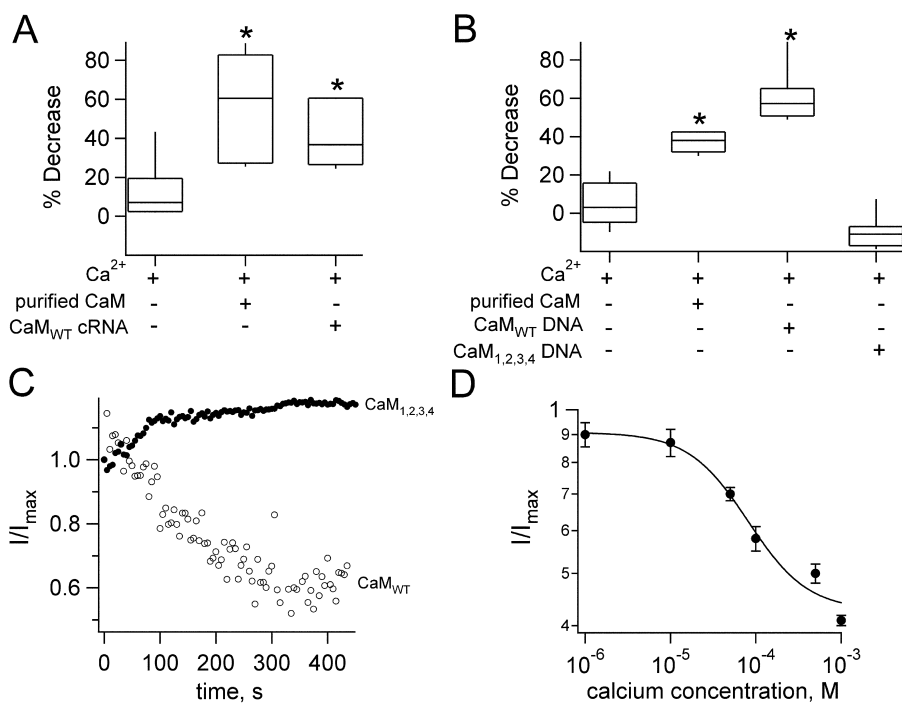 A
B
*
*
*
*
80
60
40
20
0
% Decrease
80
60
40
20
0
% Decrease
Ca2+ + + +
purified CaM - + -
CaMWT cRNA - - +
Ca2+ + + + +
purified CaM - + - -
CaMWT DNA - - + -
CaM1,2,3,4 DNA - - - +
C
CaM1,2,3,4
CaMWT
1.0
0.8
0.6
I/Imax
0 100 200 300 400
time, s
D
1
9
8
7
6
5
4
I/Imax
10-6 10-5 10-4 10-3
calcium concentration, M